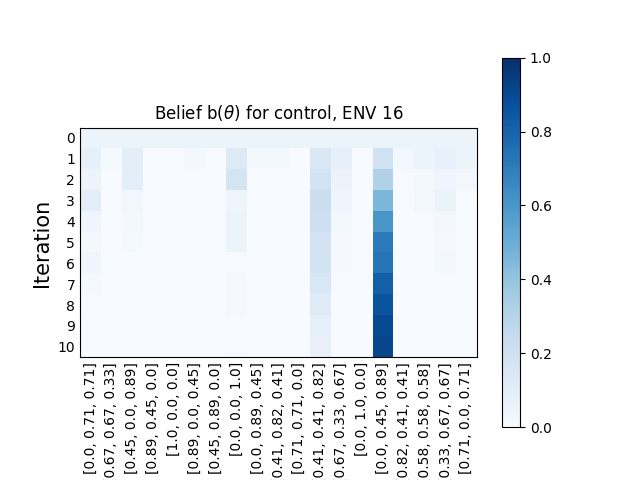 Belief b(θ) for control, ENV 16
Iteration
0
1
2
3
4
5
6
7
8
9
10
[0.0, 0.71, 0.71]
0.67, 0.67, 0.33]
[0.45, 0.0, 0.89]
[0.89, 0.45, 0.0]
[1.0, 0.0, 0.0]
[0.89, 0.0, 0.45]
[0.45, 0.89, 0.0]
[0.0, 0.0, 1.0]
[0.0, 0.89, 0.45]
0.41, 0.82, 0.41]
[0.71, 0.71, 0.0]
0.41, 0.41, 0.82]
0.67, 0.33, 0.67]
[0.0, 1.0, 0.0]
[0.0, 0.45, 0.89]
0.82, 0.41, 0.41]
0.58, 0.58, 0.58]
0.33, 0.67, 0.67]
[0.71, 0.0, 0.71]
1.0
0.8
0.6
0.4
0.2
0.0